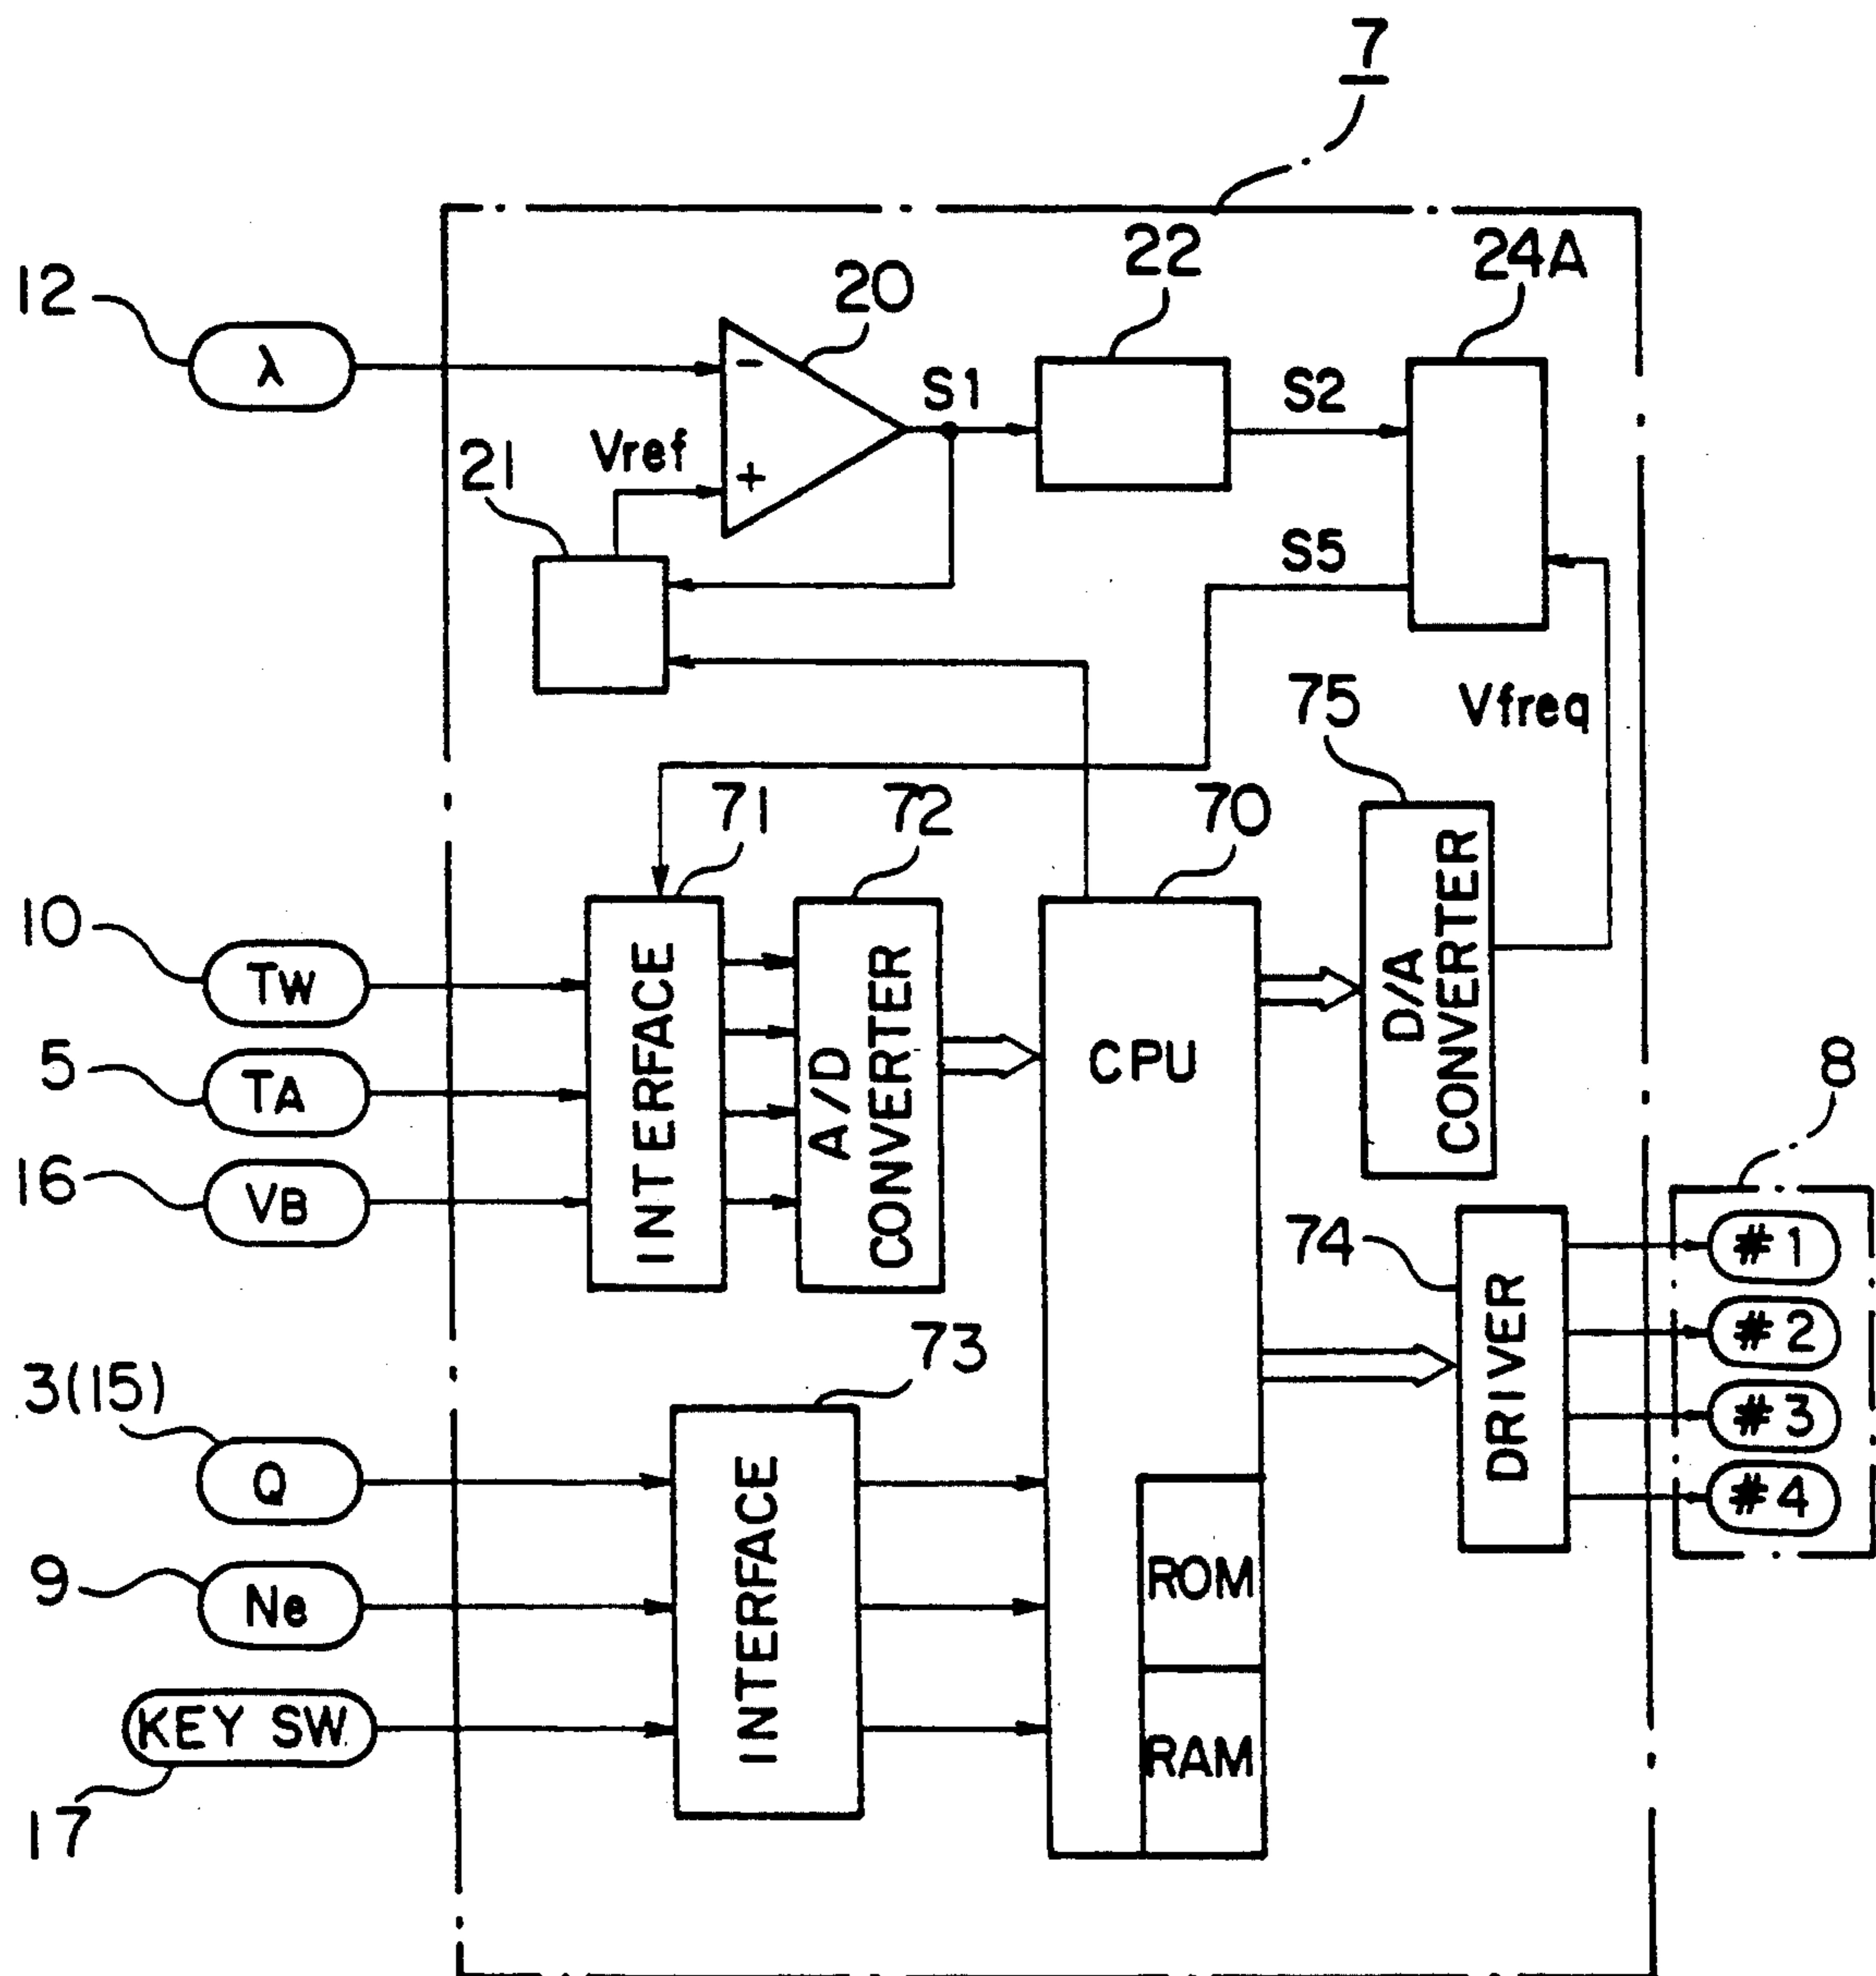 7
12
λ
20
22
24A
-
+
S1
S2
21
Vref
S5
75
Vfreq
71
72
70
10
TW
5
TA
16
VB
INTERFACE
A/D
CONVERTER
CPU
D/A
CONVERTER
8
74
DRIVER
#1
#2
#3
#4
73
3(15)
Q
9
Ne
KEY SW.
17
INTERFACE
ROM
RAM